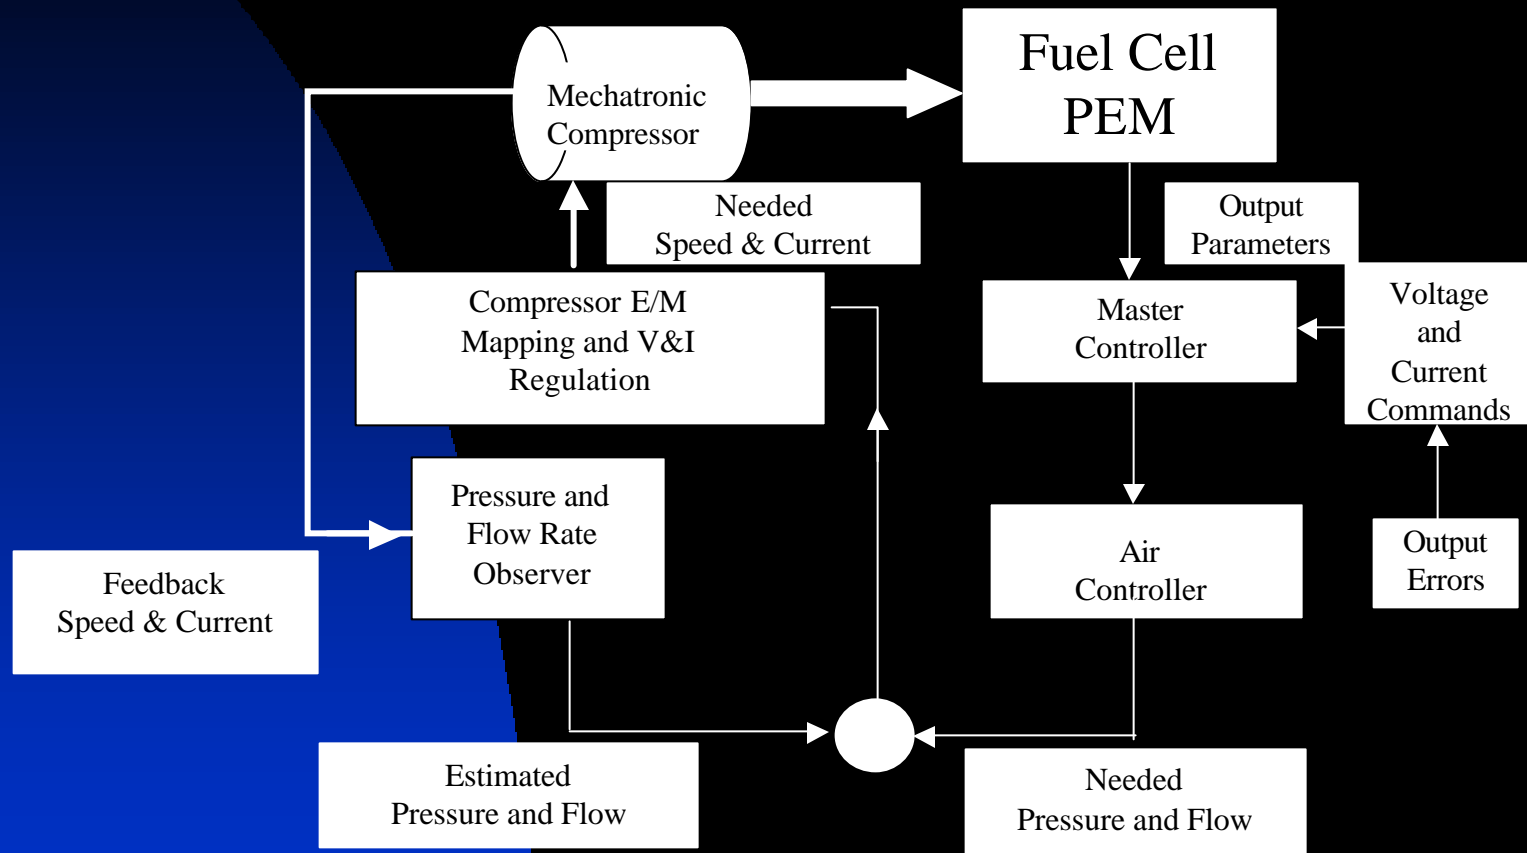 Fuel Cell
PEM
Mechatronic
Compressor
Needed
Speed & Current
Output
Parameters
Compressor E/M
Mapping and V&I
Regulation
Master
Controller
Voltage
and
Current
Commands
Pressure and
Flow Rate
Observer
Air
Controller
Output
Errors
Feedback
Speed & Current
Estimated
Pressure and Flow
Needed
Pressure and Flow